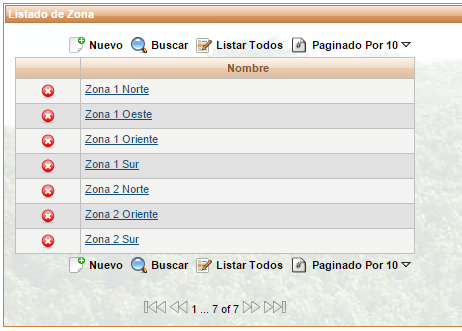 Listado de Zona
Nuevo Buscar Listar Todos # Paginado Por 10
Nombre
Zona 1 Norte
Zona 1 Oeste
Zona 1 Oriente
Zona 1 Sur
Zona 2 Norte
Zona 2 Oriente
Zona 2 Sur
Nuevo Buscar Listar Todos # Paginado Por 10
1 ... 7 of 7